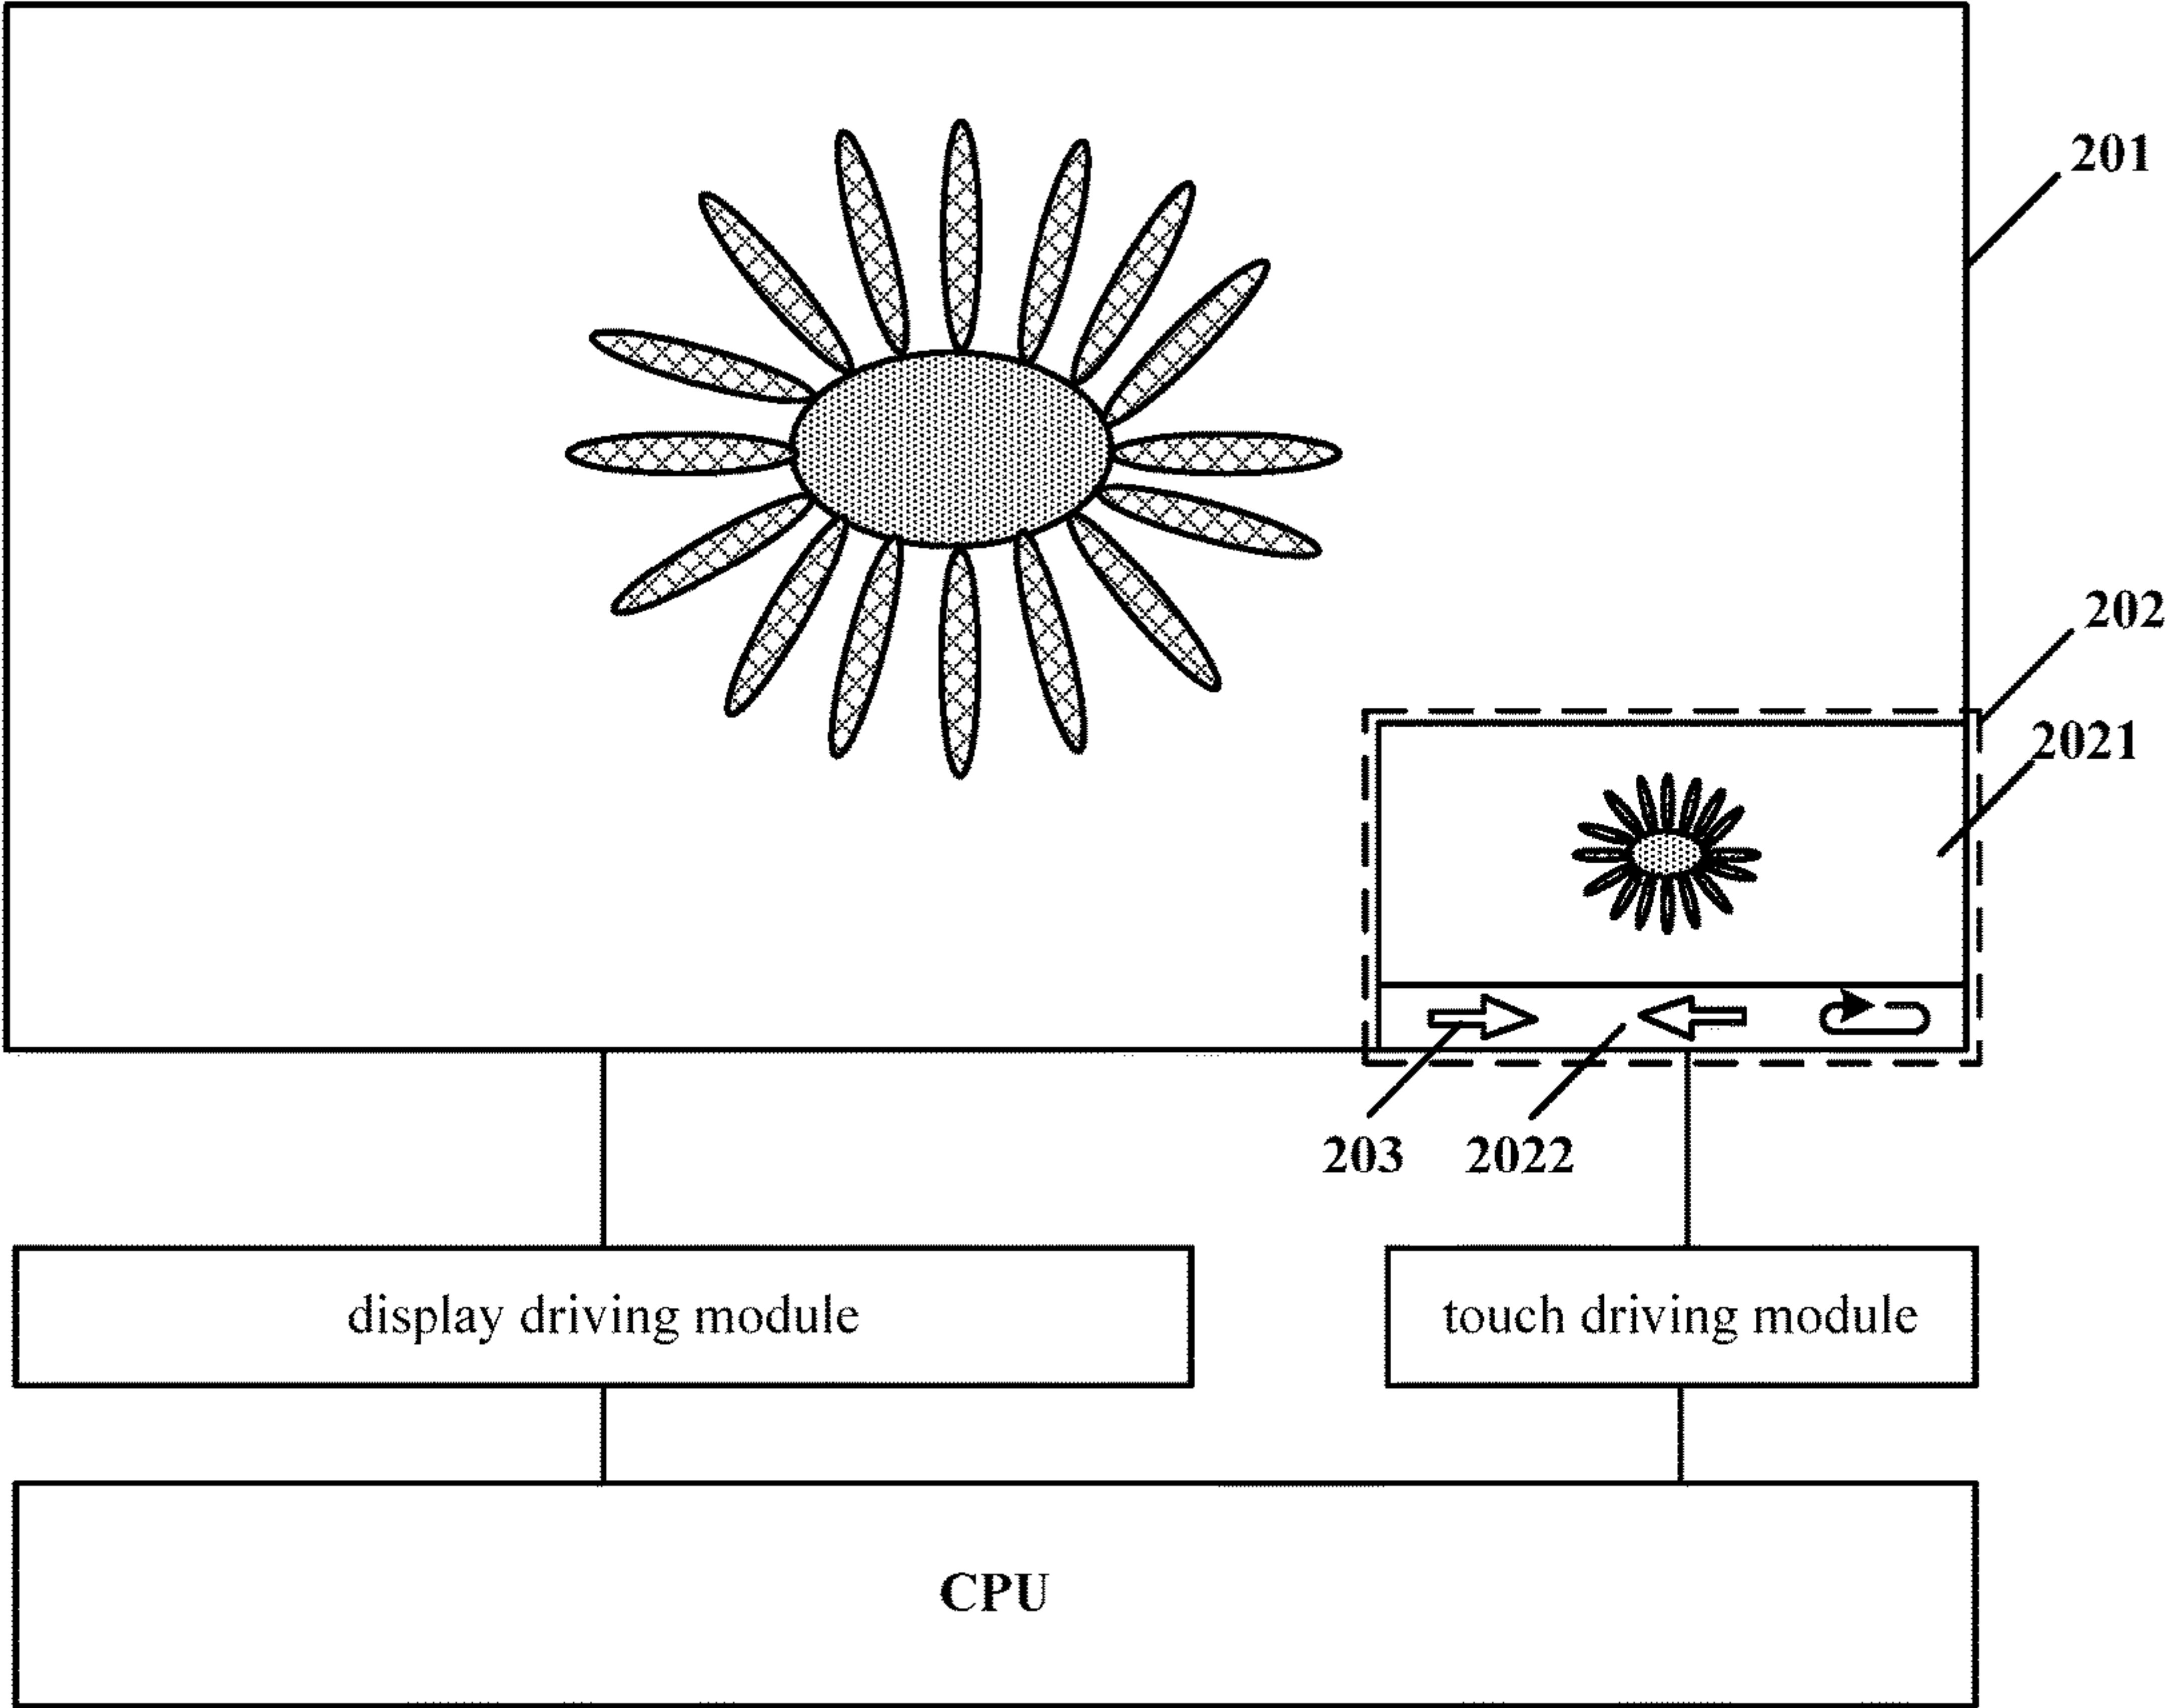 201
202
2021
203
2022
display driving module
touch driving module
CPU